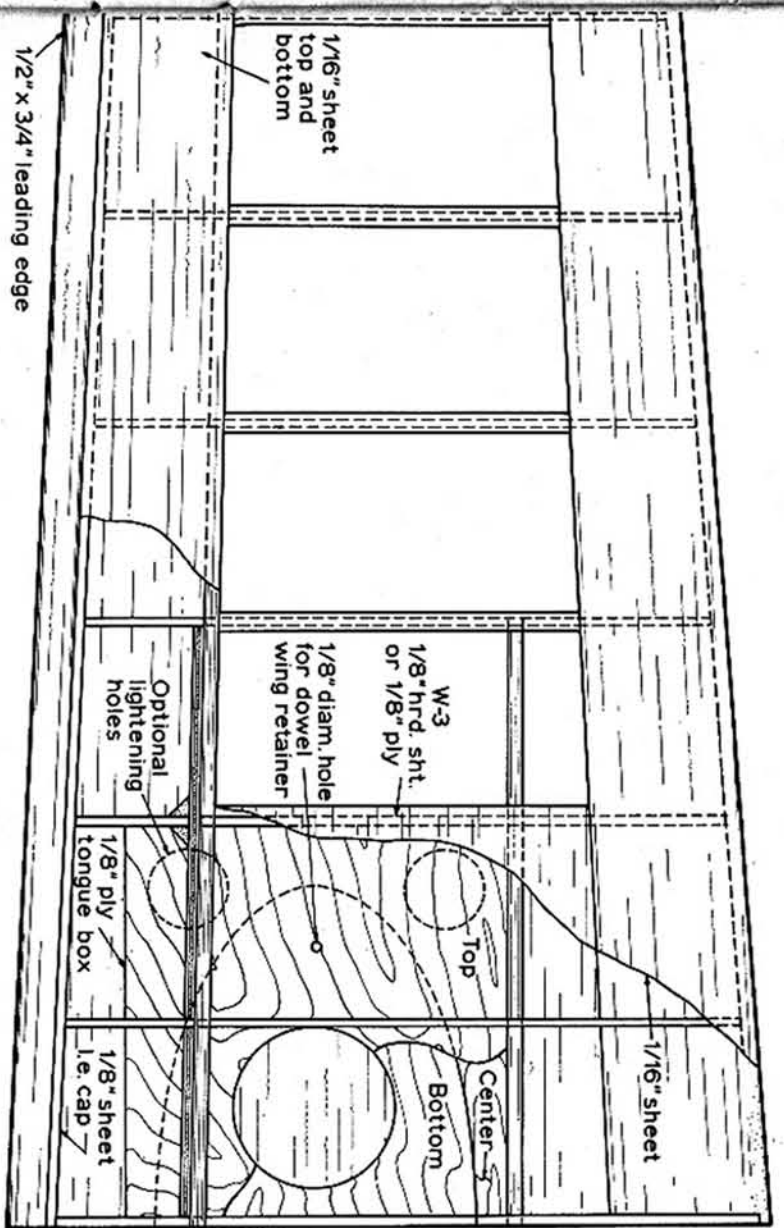 1/16" sheet
top and
bottom
1/2" x 3/4" leading edge
W-3
1/8" hrd. sht.
or 1/8" ply
1/8" diam. hole
for dowel
wing retainer
Optional
lightening
holes
1/8" ply
tongue box
Top
1/16" sheet
Center
Bottom
1/8" sheet
l.e. cap